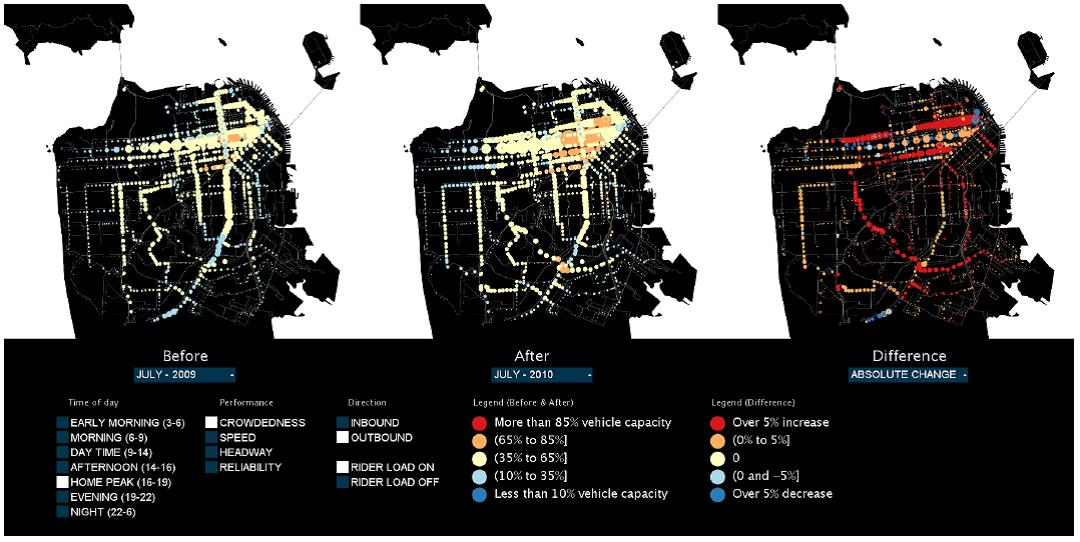 Before
After
Difference
JULY - 2009
JULY - 2010
ABSOLUTE CHANGE
Time of day
EARLY MORNING (3-6)
MORNING (6-9)
DAY TIME (9-14)
AFTERNOON (14-16)
HOME PEAK (16-19)
EVENING (19-22)
NIGHT (22-6)
Performance
CROWDEDNESS
SPEED
HEADWAY
RELIABILITY
Direction
INBOUND
OUTBOUND
RIDER LOAD ON
RIDER LOAD OFF
Legend (Before & After)
More than 85% vehicle capacity
(65% to 85%]
(35% to 65%]
(10% to 35%]
Less than 10% vehicle capacity
Legend (Difference)
Over 5% increase
(0% to 5%]
0
(0 and -5%]
Over 5% decrease